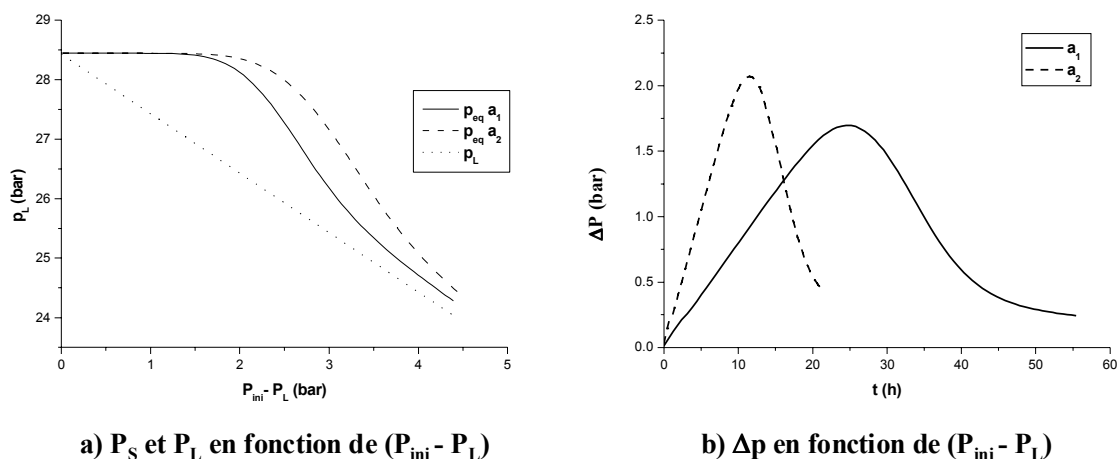 29
28
27
26
25
24
p_L (bar)
0 1 2 3 4 5
P_ini - P_L (bar)
p_eq a_1
p_eq a_2
p_L
a) P_S et P_L en fonction de (P_ini - P_L)
2.5
2.0
1.5
1.0
0.5
0.0
ΔP (bar)
0 10 20 30 40 50 60
t (h)
a_1
a_2
b) Δp en fonction de (P_ini - P_L)